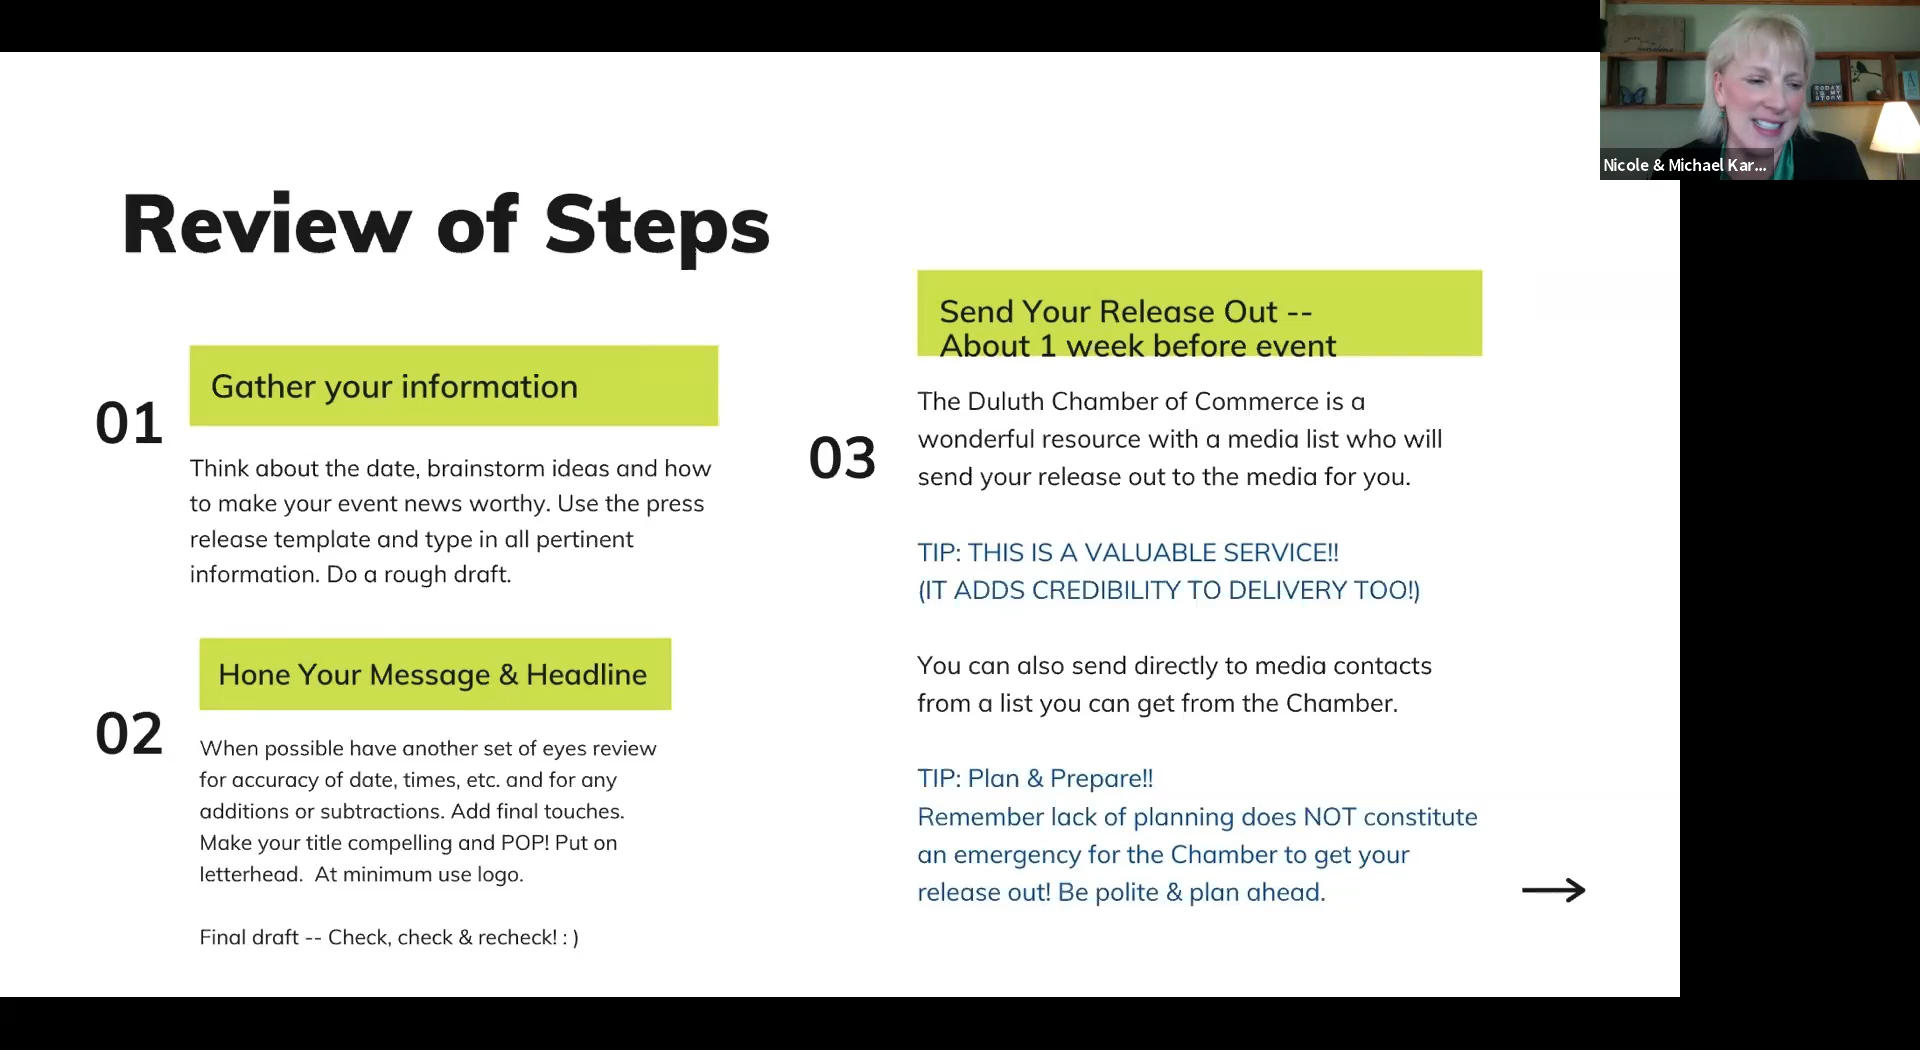 Review of Steps
01
Gather your information
Think about the date, brainstorm ideas and how
to make your event news worthy. Use the press
release template and type in all pertinent
information. Do a rough draft.
02
Hone Your Message & Headline
When possible have another set of eyes review
for accuracy of date, times, etc. and for any
additions or subtractions. Add final touches.
Make your title compelling and POP! Put on
letterhead.  At minimum use logo.
Final draft -- Check, check & recheck! : )
03
Send Your Release Out --
About 1 week before event
The Duluth Chamber of Commerce is a
wonderful resource with a media list who will
send your release out to the media for you.
TIP: THIS IS A VALUABLE SERVICE!!
(IT ADDS CREDIBILITY TO DELIVERY TOO!)
You can also send directly to media contacts
from a list you can get from the Chamber.
TIP: Plan & Prepare!!
Remember lack of planning does NOT constitute
an emergency for the Chamber to get your
release out! Be polite & plan ahead.
TODAY
IS MY
STORY
A
Nicole & Michael Kar...